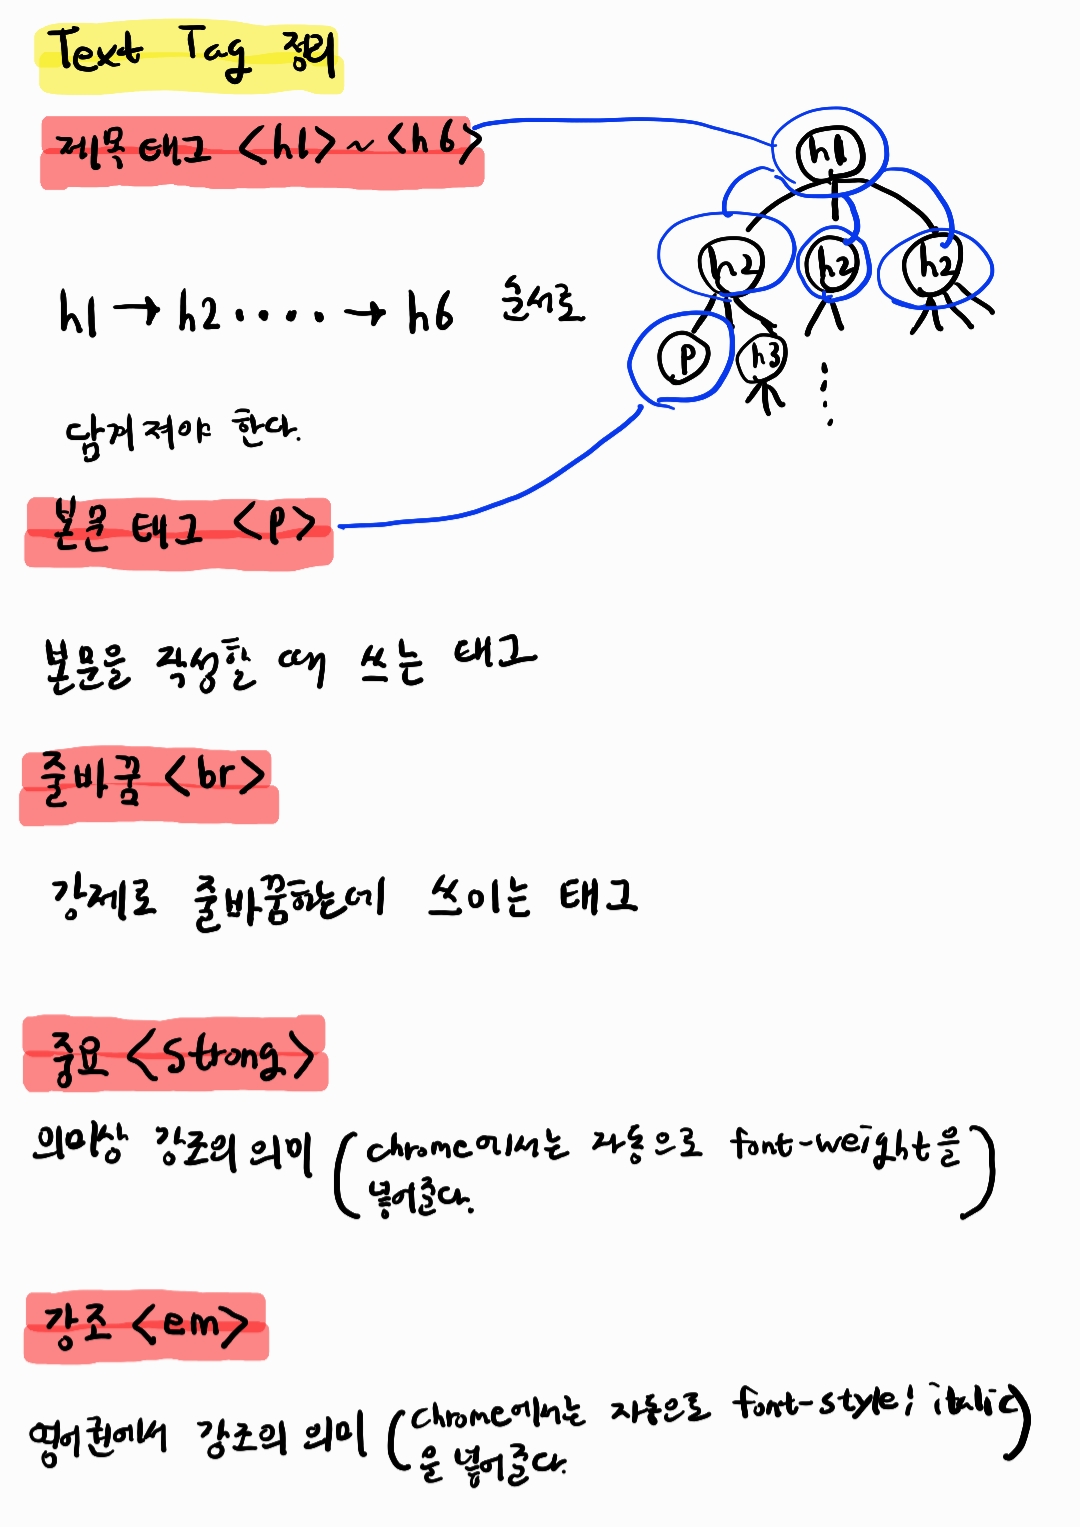 Text Tag 정리
제목태그 <h1>~<h6>
h1
h2 h2 h2
h1 → h2 ···· → h6 순서로
p h3
담겨져야 한다.
본문 태그 <p>
본문을 작성할 때 쓰는 태그
줄바꿈 <br>
강제로 줄바꿈하는데 쓰이는 태그
중요 <strong>
의미상 강조의 의미 (chrome에서는 자동으로 font-weight을
넣어준다.)
강조 <em>
영어권에서 강조의 의미 (chrome에서는 자동으로 font-style: italic
을 넣어준다.)